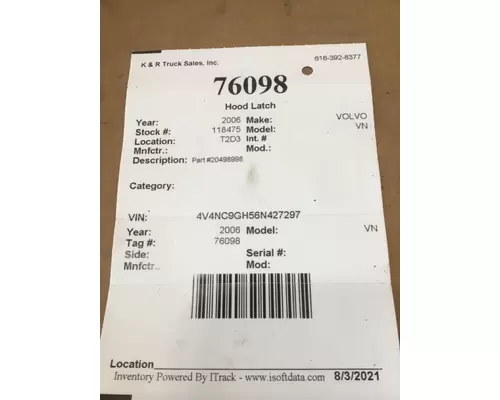 K & R Truck Sales, Inc. 616-392-8377
76098
Hood Latch
Year: 2006 Make: VOLVO
Stock #: 118475 Model: VN
Location: T2D3 Int. #
Mnfctr.: Mod.:
Description: Part #20498998
Category:
VIN: 4V4NC9GH56N427297
Year: 2006 Model: VN
Tag #: 76098
Side: Serial #:
Mnfctr.: Mod:
Location
Inventory Powered By ITrack - www.isoftdata.com 8/3/2021